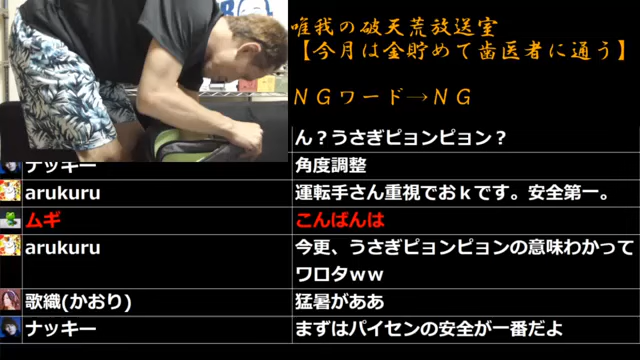 唯我の破天荒放送室
【今月は金貯めて歯医者に通う】
ＮＧワード→ＮＧ
ん？うさぎピョンピョン？
ナッキー 角度調整
arukuru 運転手さん重視でおｋです。安全第一。
ムギ こんばんは
arukuru 今更、うさぎピョンピョンの意味わかって
ワロタｗｗ
歌織(かおり) 猛暑がああ
ナッキー まずはパイセンの安全が一番だよ